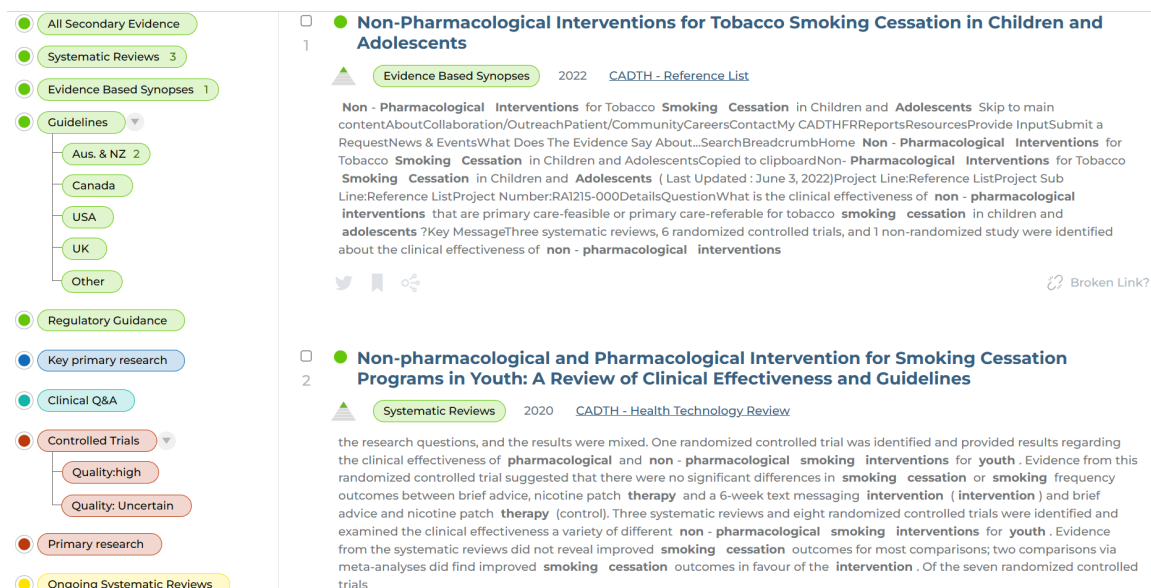 All Secondary Evidence
Systematic Reviews 3
Evidence Based Synopses 1
Guidelines
Aus. & NZ 2
Canada
USA
UK
Other
Regulatory Guidance
Key primary research
Clinical Q&A
Controlled Trials
Quality:high
Quality: Uncertain
Primary research
Ongoing Systematic Reviews
1
Non-Pharmacological Interventions for Tobacco Smoking Cessation in Children and
Adolescents
Evidence Based Synopses 2022 CADTH - Reference List
Non - Pharmacological Interventions for Tobacco Smoking Cessation in Children and Adolescents Skip to main
contentAboutCollaboration/OutreachPatient/CommunityCareersContactMy CADTHFRReportsResourcesProvide InputSubmit a
RequestNews & EventsWhat Does The Evidence Say About...SearchBreadcrumbHome Non - Pharmacological Interventions for
Tobacco Smoking Cessation in Children and AdolescentsCopied to clipboardNon- Pharmacological Interventions for Tobacco
Smoking Cessation in Children and Adolescents ( Last Updated : June 3, 2022)Project Line:Reference ListProject Sub
Line:Reference ListProject Number:RA1215-000DetailsQuestionWhat is the clinical effectiveness of non - pharmacological
interventions that are primary care-feasible or primary care-referable for tobacco smoking cessation in children and
adolescents ?Key MessageThree systematic reviews, 6 randomized controlled trials, and 1 non-randomized study were identified
about the clinical effectiveness of non - pharmacological interventions
Broken Link?
2
Non-pharmacological and Pharmacological Intervention for Smoking Cessation
Programs in Youth: A Review of Clinical Effectiveness and Guidelines
Systematic Reviews 2020 CADTH - Health Technology Review
the research questions, and the results were mixed. One randomized controlled trial was identified and provided results regarding
the clinical effectiveness of pharmacological and non - pharmacological smoking interventions for youth . Evidence from this
randomized controlled trial suggested that there were no significant differences in smoking cessation or smoking frequency
outcomes between brief advice, nicotine patch therapy and a 6-week text messaging intervention ( intervention ) and brief
advice and nicotine patch therapy (control). Three systematic reviews and eight randomized controlled trials were identified and
examined the clinical effectiveness a variety of different non - pharmacological smoking interventions for youth . Evidence
from the systematic reviews did not reveal improved smoking cessation outcomes for most comparisons; two comparisons via
meta-analyses did find improved smoking cessation outcomes in favour of the intervention . Of the seven randomized controlled
trials